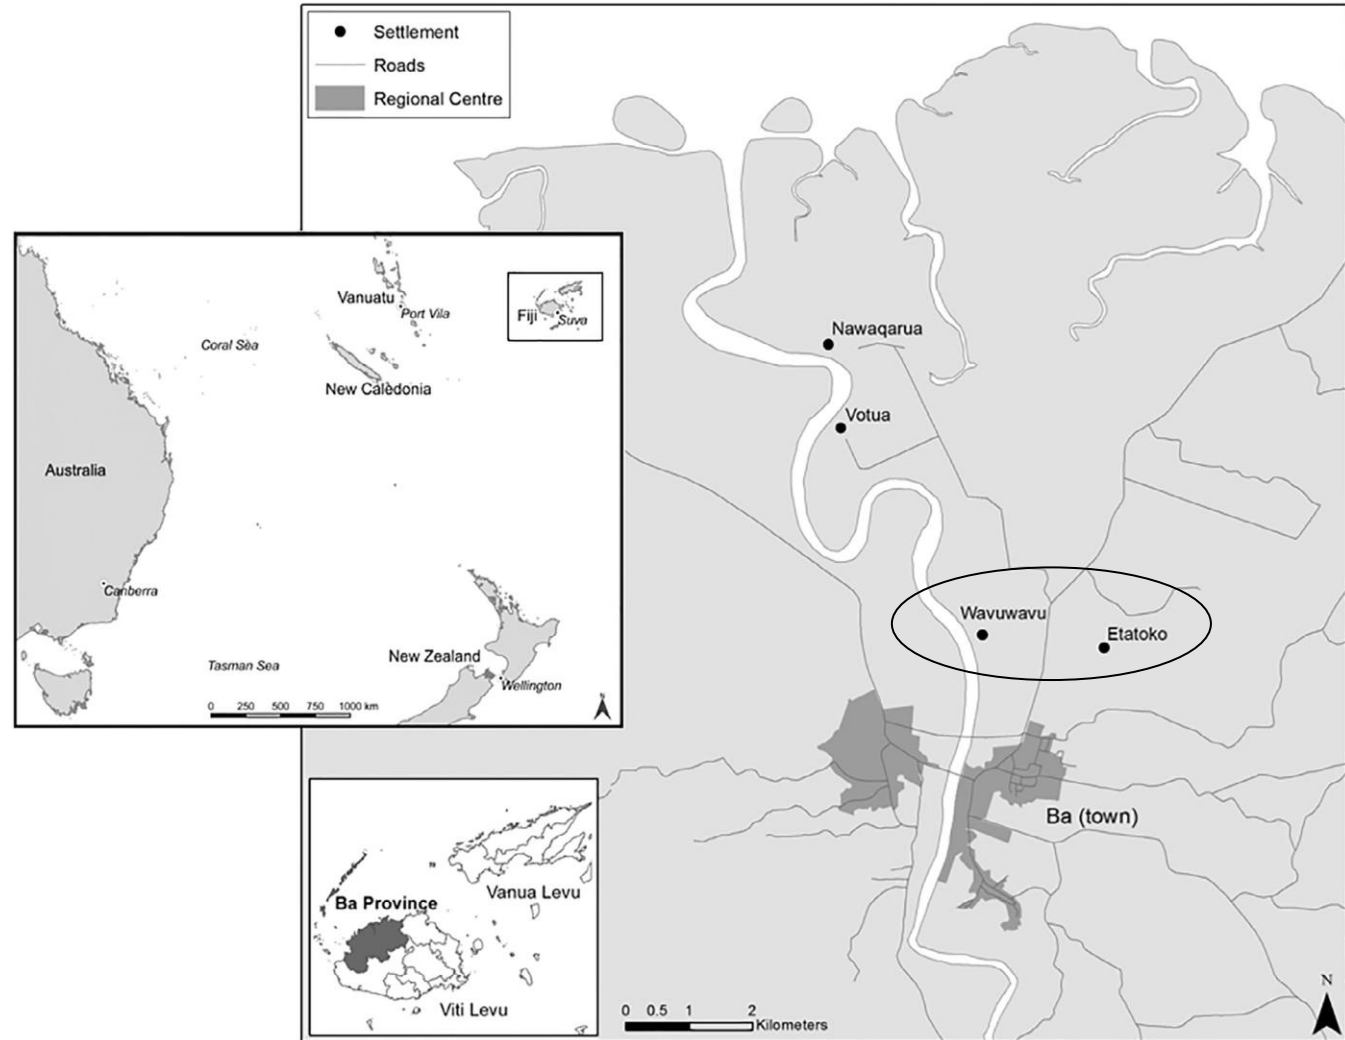 Settlement
Roads
Regional Centre
Vanuatu
Port Vila
Fiji
Suva
Coral Sea
New Caledonia
Australia
Canberra
New Zealand
Tasman Sea
Wellington
0 250 500 750 1000 km
N
Nawaqarua
Votua
Wavuwavu
Etatoko
Ba (town)
Vanua Levu
Ba Province
Viti Levu
0 0.5 1 2
Kilometers
N